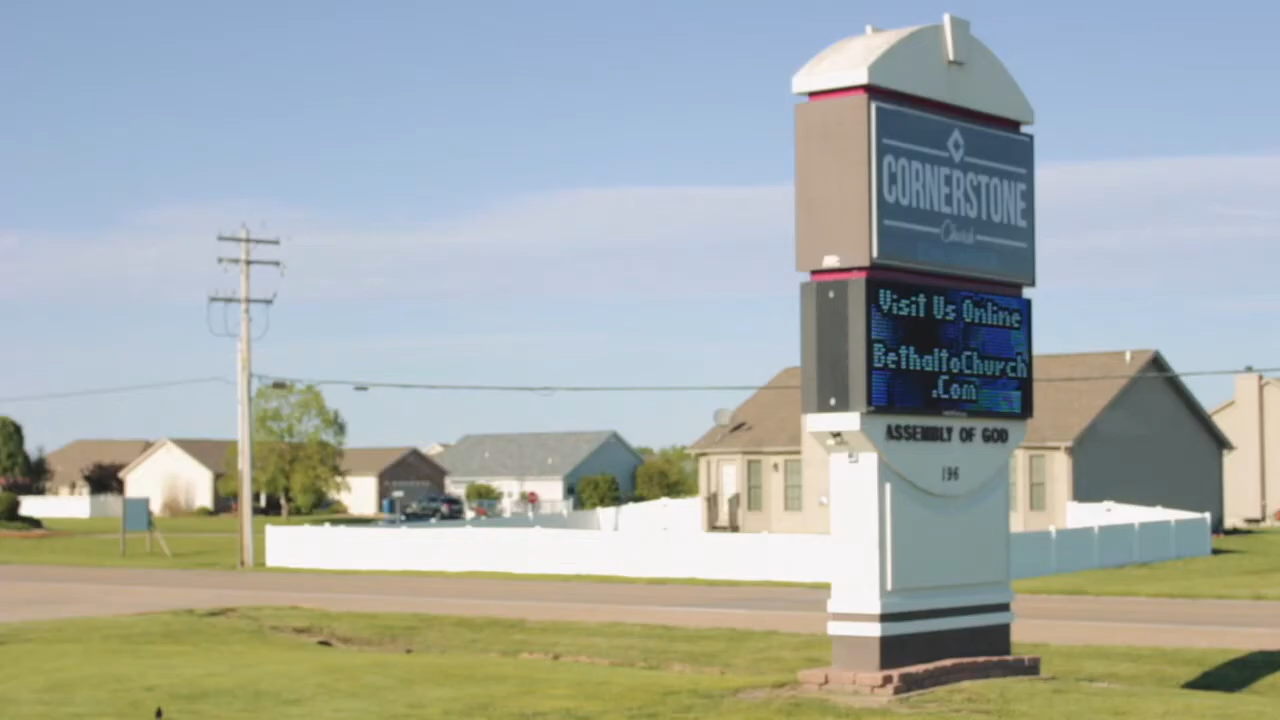 CORNERSTONE
Church
Visit Us Online
BethaltoChurch
.Com
ASSEMBLY OF GOD
196